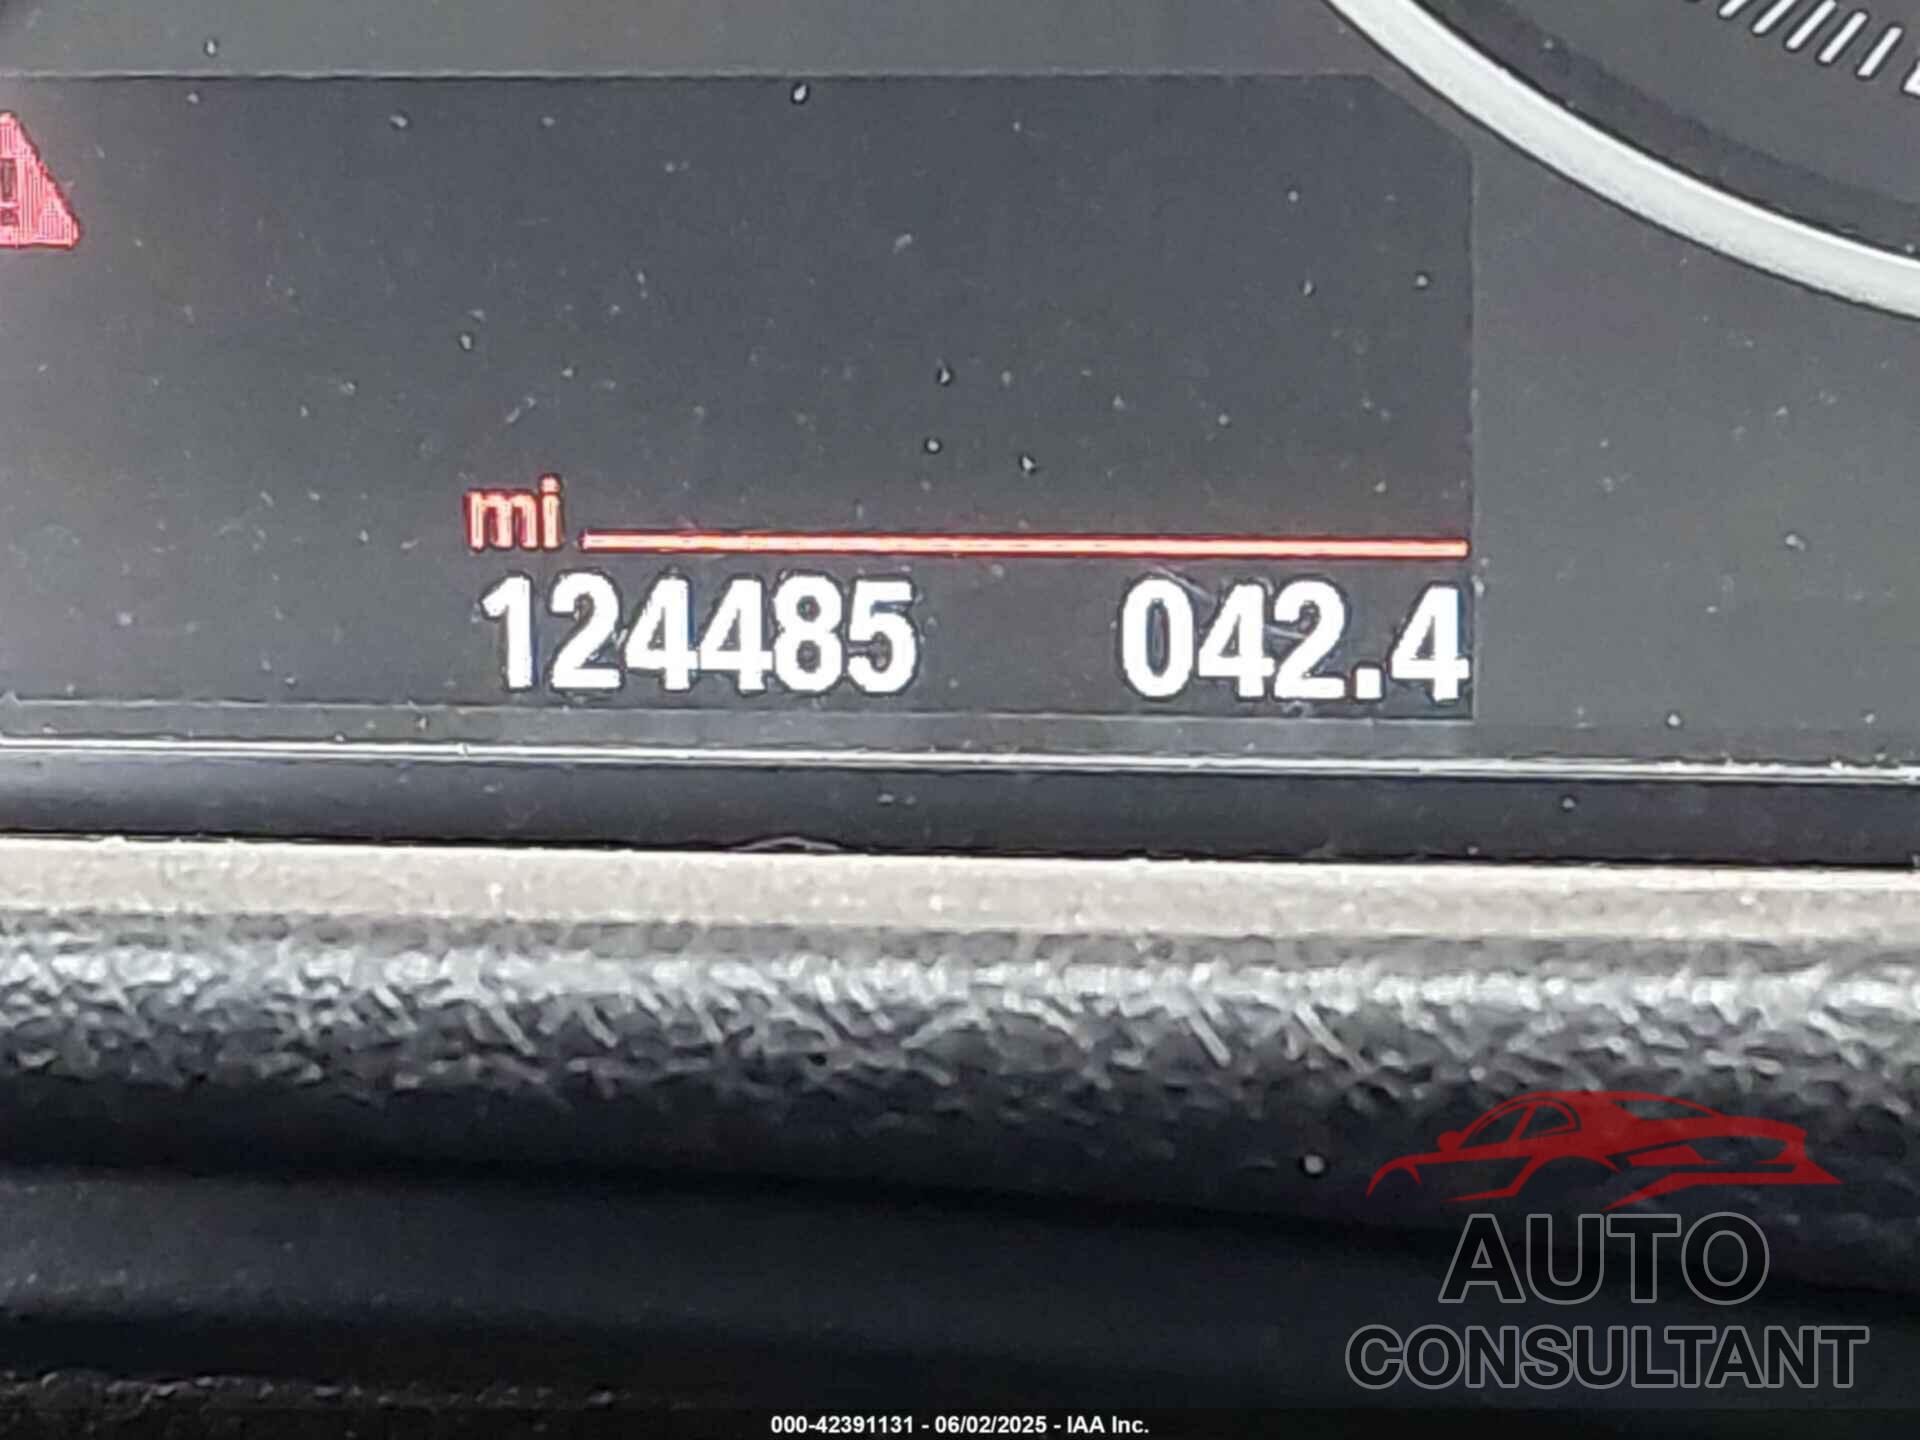 mi
124485 042.4
AUTO
CONSULTANT
000-42391131 - 06/02/2025 - IAA Inc.